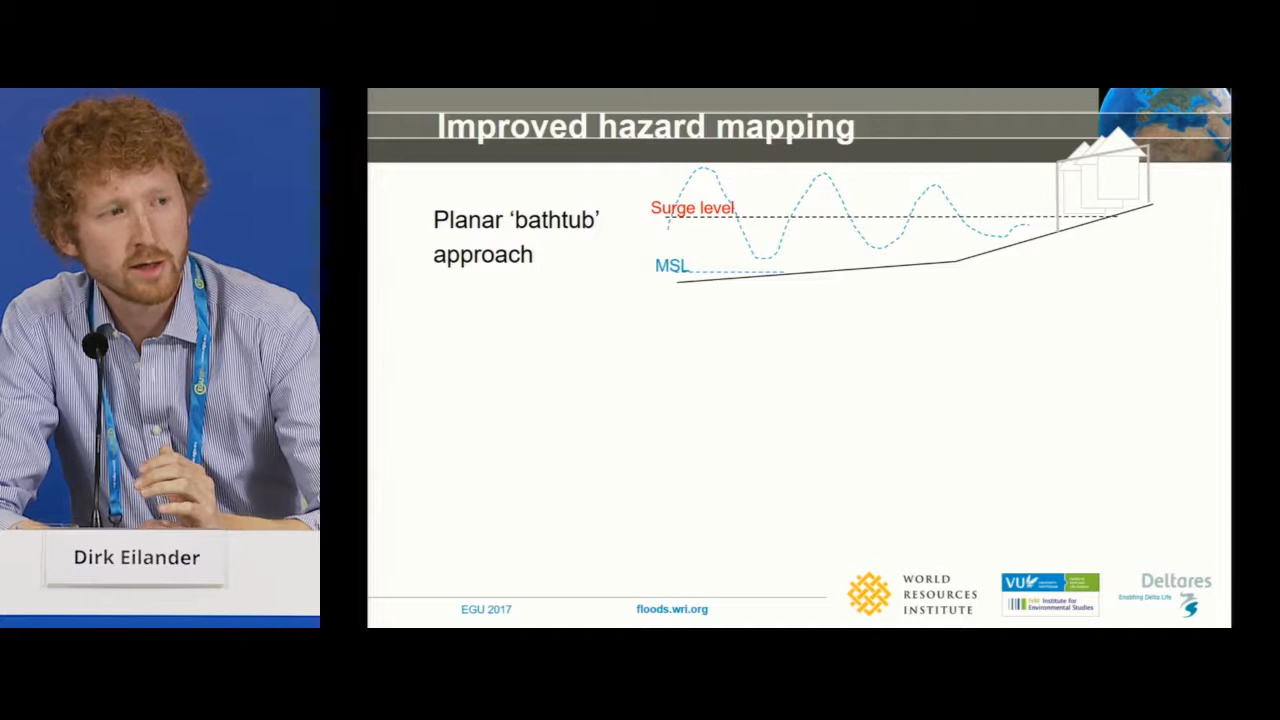 Improved hazard mapping
Planar ‘bathtub’
approach
Surge level
MSL
Dirk Eilander
EGU 2017
floods.wri.org
WORLD
RESOURCES
INSTITUTE
VU
Institute for
Environmental Studies
Deltares
Enabling Delta Life